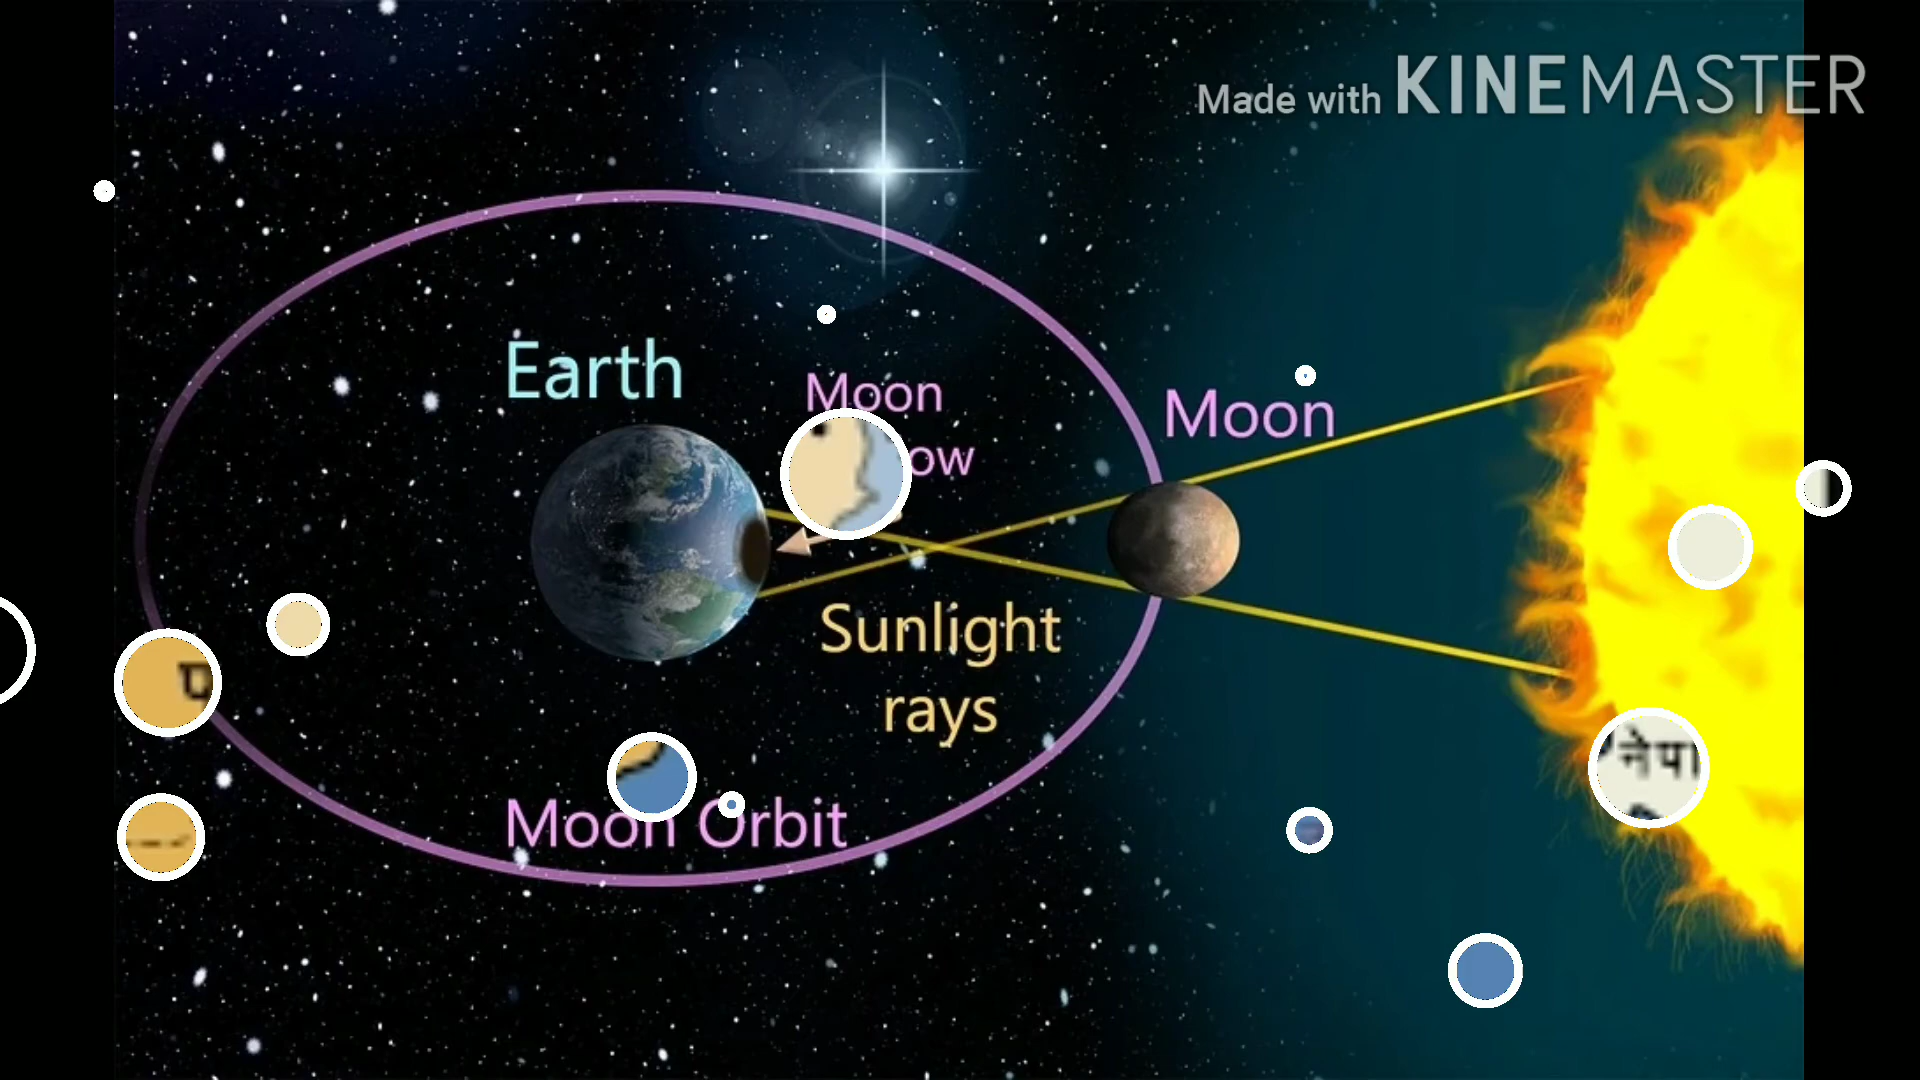 Made with KINEMASTER
Earth
Moon
Moon
Sunlight
rays
Moon Orbit